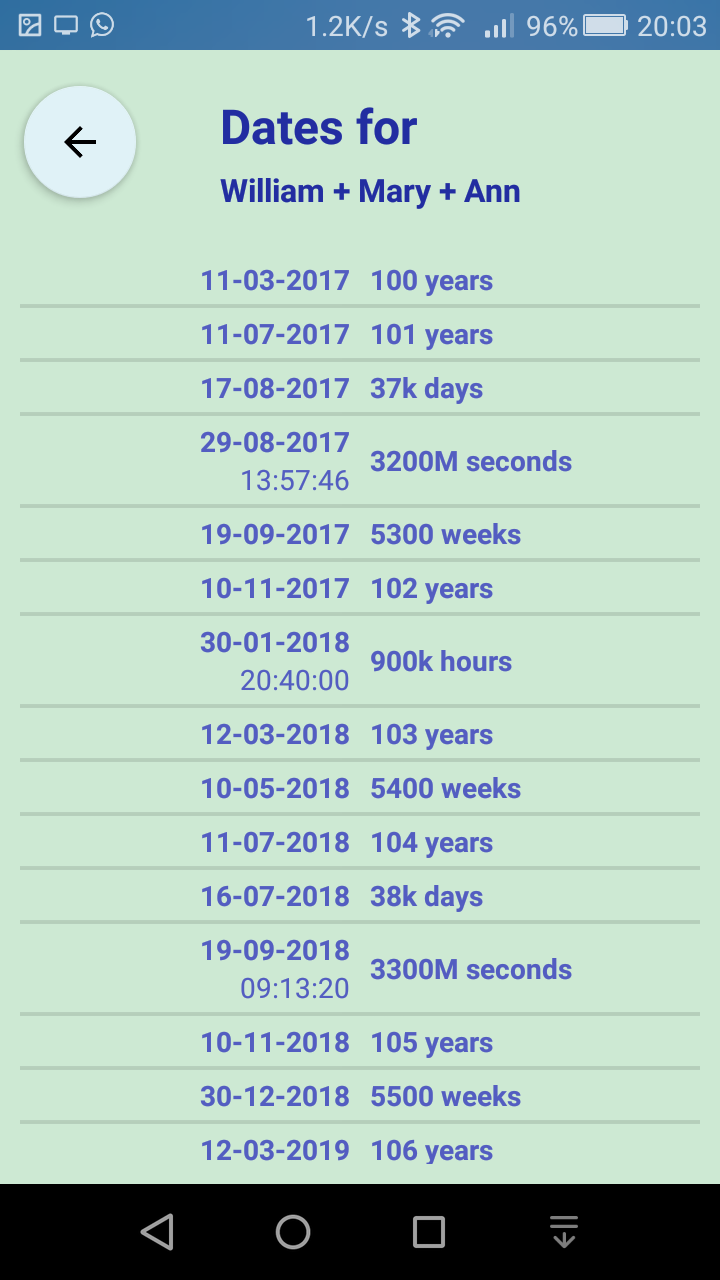 1.2K/s 96% 20:03
Dates for
William + Mary + Ann
11-03-2017 100 years
11-07-2017 101 years
17-08-2017 37k days
29-08-2017 3200M seconds
13:57:46
19-09-2017 5300 weeks
10-11-2017 102 years
30-01-2018 900k hours
20:40:00
12-03-2018 103 years
10-05-2018 5400 weeks
11-07-2018 104 years
16-07-2018 38k days
19-09-2018 3300M seconds
09:13:20
10-11-2018 105 years
30-12-2018 5500 weeks
12-03-2019 106 years